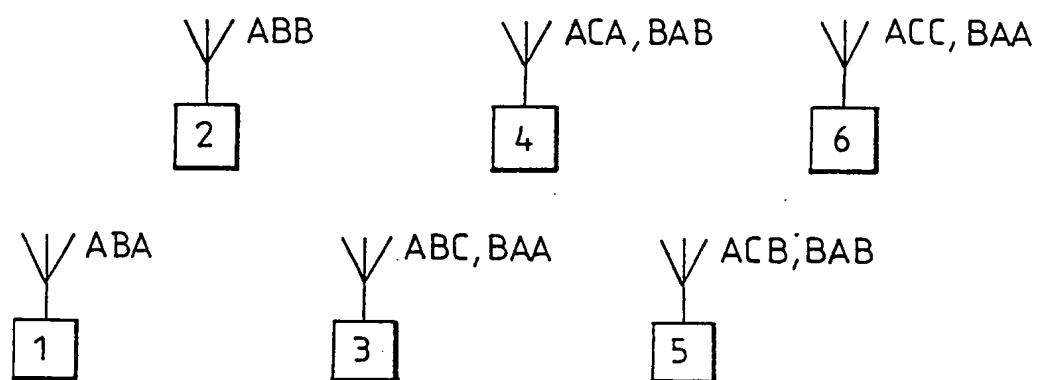 ABB ACA, BAB ACC, BAA
2 4 6
ABA ABC, BAA ACB, BAB
1 3 5